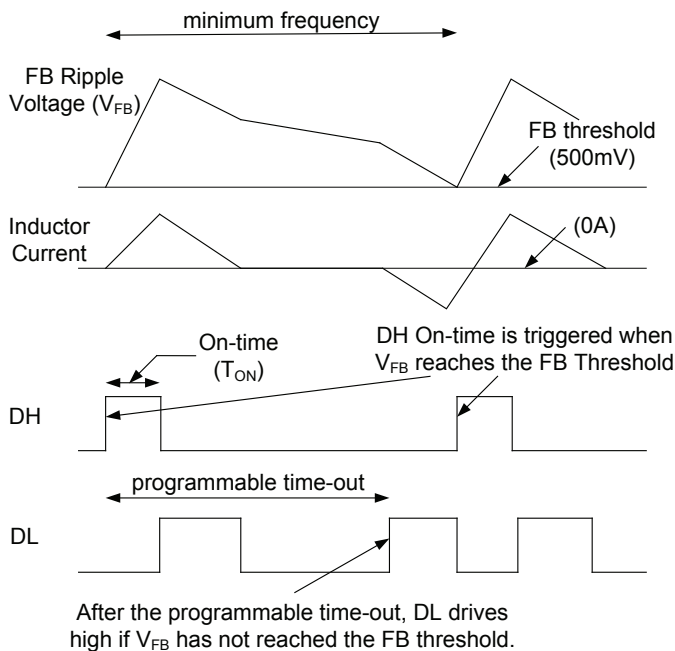 minimum frequency
FB Ripple
Voltage (VFB)
FB threshold
(500mV)
Inductor
Current
(0A)
On-time
(TON)
DH On-time is triggered when
VFB reaches the FB Threshold
DH
programmable time-out
DL
After the programmable time-out, DL drives
high if VFB has not reached the FB threshold.